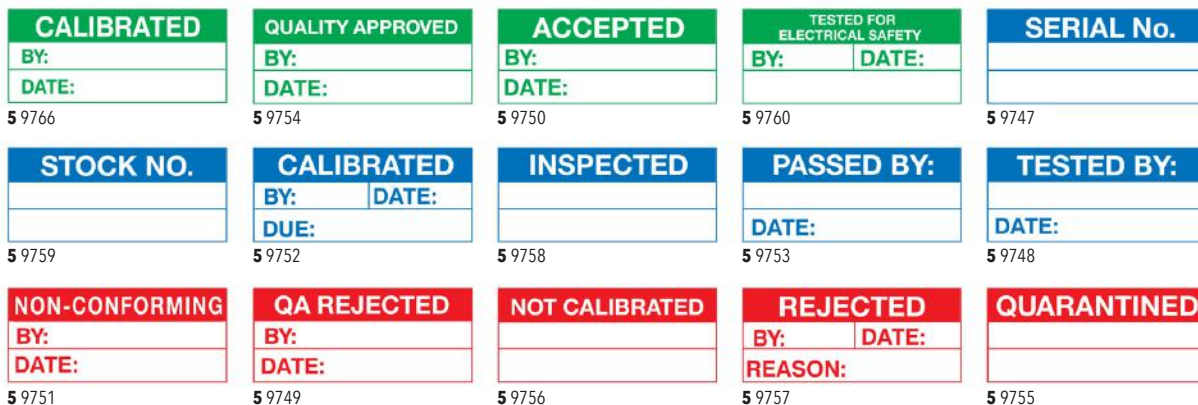 CALIBRATED
BY:
DATE:
5 9766
QUALITY APPROVED
BY:
DATE:
5 9754
ACCEPTED
BY:
DATE:
5 9750
TESTED FOR
ELECTRICAL SAFETY
BY: DATE:
5 9760
SERIAL No.
5 9747
STOCK NO.
5 9759
CALIBRATED
BY: DATE:
DUE:
5 9752
INSPECTED
5 9758
PASSED BY:
DATE:
5 9753
TESTED BY:
DATE:
5 9748
NON-CONFORMING
BY:
DATE:
5 9751
QA REJECTED
BY:
DATE:
5 9749
NOT CALIBRATED
5 9756
REJECTED
BY: DATE:
REASON:
5 9757
QUARANTINED
5 9755